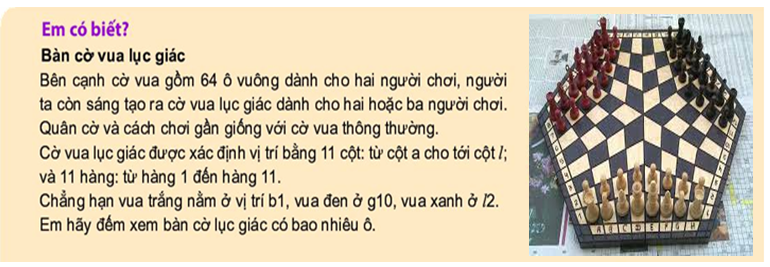 Em có biết?
Bàn cờ vua lục giác
Bên cạnh cờ vua gồm 64 ô vuông dành cho hai người chơi, người
ta còn sáng tạo ra cờ vua lục giác dành cho hai hoặc ba người chơi.
Quân cờ và cách chơi gần giống với cờ vua thông thường.
Cờ vua lục giác được xác định vị trí bằng 11 cột: từ cột a cho tới cột l;
và 11 hàng: từ hàng 1 đến hàng 11.
Chẳng hạn vua trắng nằm ở vị trí b1, vua đen ở g10, vua xanh ở l2.
Em hãy đếm xem bàn cờ lục giác có bao nhiêu ô.